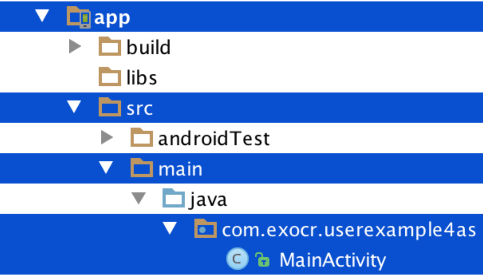 app
build
libs
src
androidTest
main
java
com.exocr.userexample4as
C MainActivity